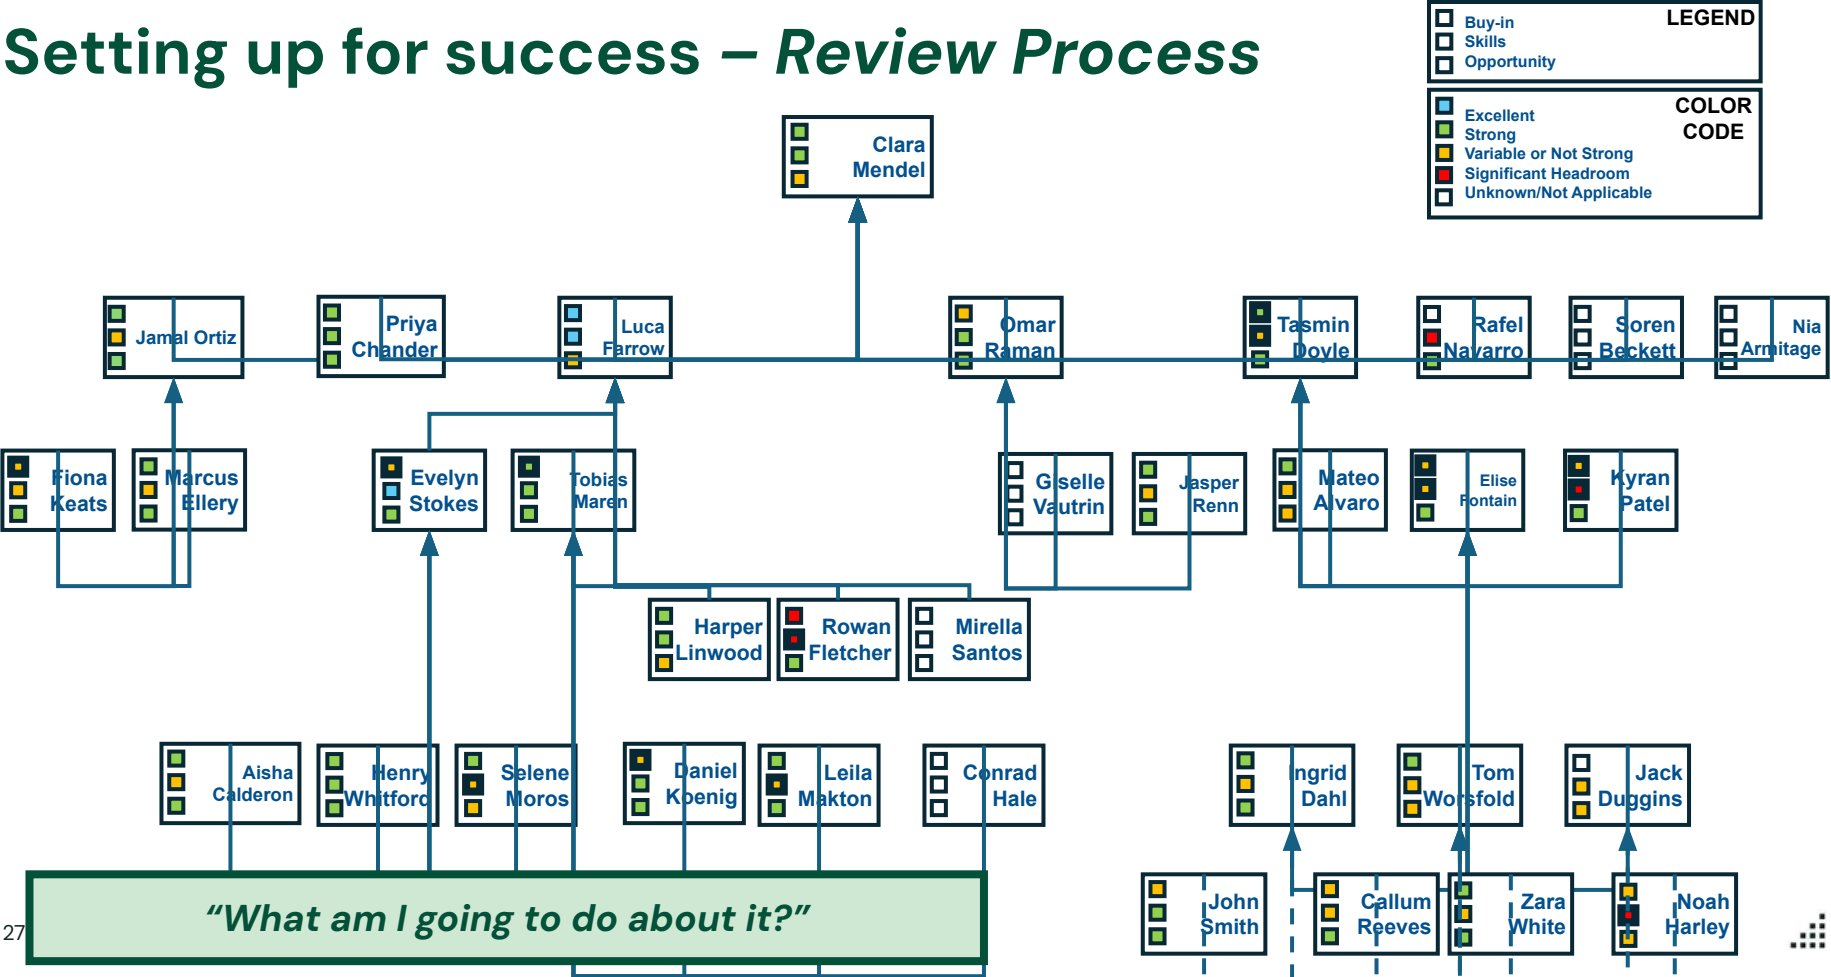 Setting up for success – Review Process
LEGEND
Buy-in
Skills
Opportunity
COLOR
CODE
Excellent
Strong
Variable or Not Strong
Significant Headroom
Unknown/Not Applicable
Clara
Mendel
Jamal Ortiz
Priya
Chander
Luca
Farrow
Omar
Raman
Tasmin
Doyle
Rafel
Navarro
Soren
Beckett
Nia
Armitage
Fiona
Keats
Marcus
Ellery
Evelyn
Stokes
Tobias
Maren
Giselle
Vautrin
Jasper
Renn
Mateo
Alvaro
Elise
Fontain
Kyran
Patel
Harper
Linwood
Rowan
Fletcher
Mirella
Santos
Aisha
Calderon
Henry
Whitford
Selene
Moros
Daniel
Koenig
Leila
Makton
Conrad
Hale
Ingrid
Dahl
Tom
Worsfold
Jack
Duggins
John
Smith
Callum
Reeves
Zara
White
Noah
Harley
“What am I going to do about it?”
27